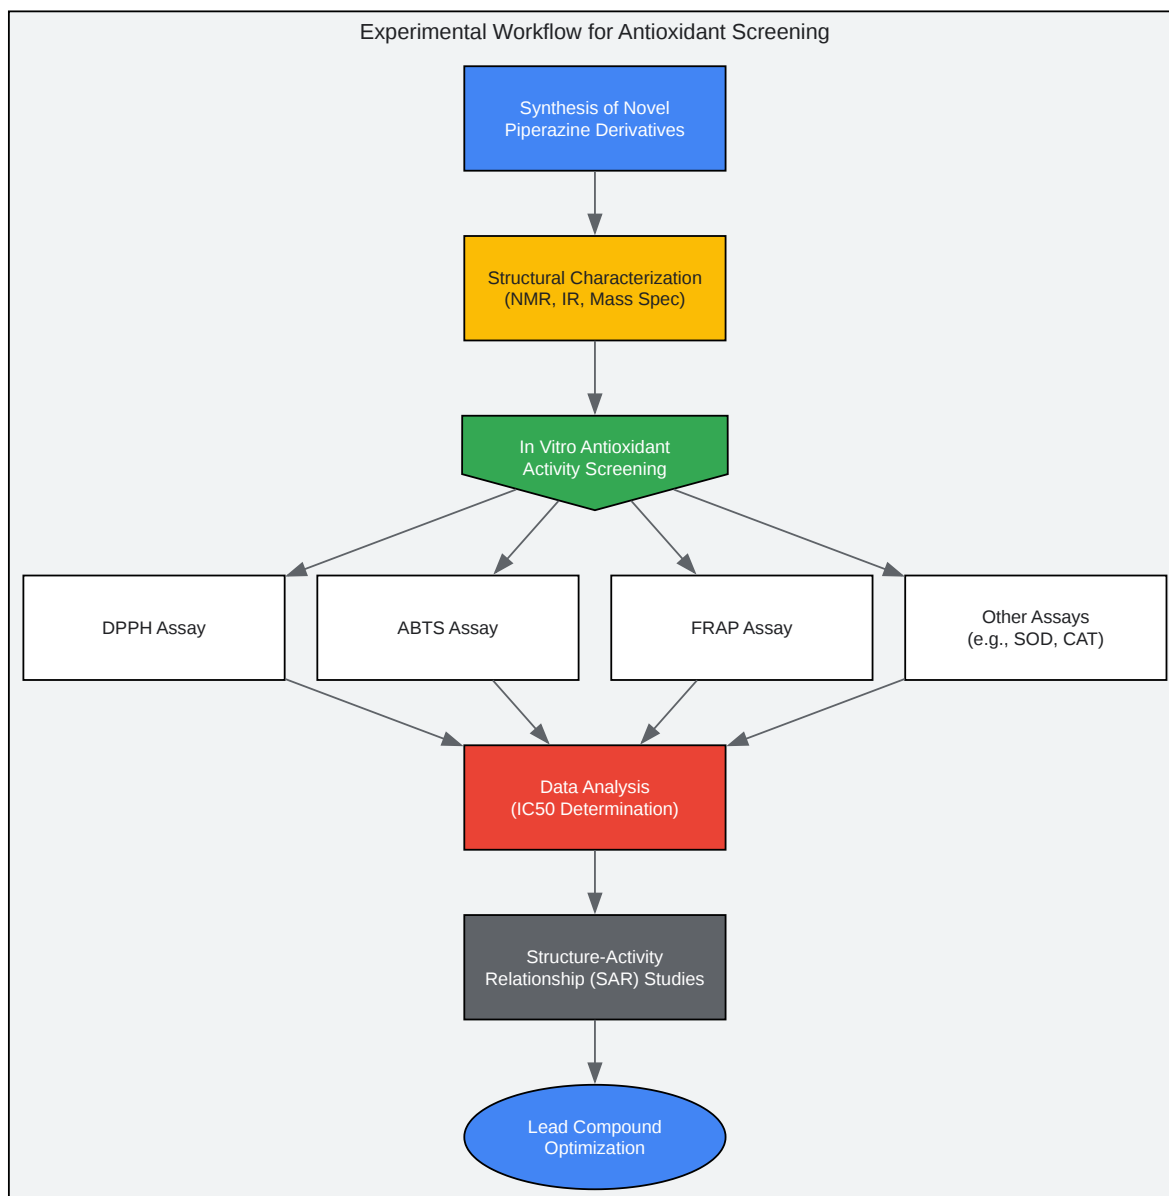 Experimental Workflow for Antioxidant Screening
Synthesis of Novel
Piperazine Derivatives
Structural Characterization
(NMR, IR, Mass Spec)
In Vitro Antioxidant
Activity Screening
DPPH Assay
ABTS Assay
FRAP Assay
Other Assays
(e.g., SOD, CAT)
Data Analysis
(IC50 Determination)
Structure-Activity
Relationship (SAR) Studies
Lead Compound
Optimization